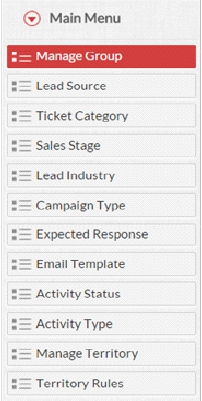 Main Menu
Manage Group
Lead Source
Ticket Category
Sales Stage
Lead Industry
Campaign Type
Expected Response
Email Template
Activity Status
Activity Type
Manage Territory
Territory Rules